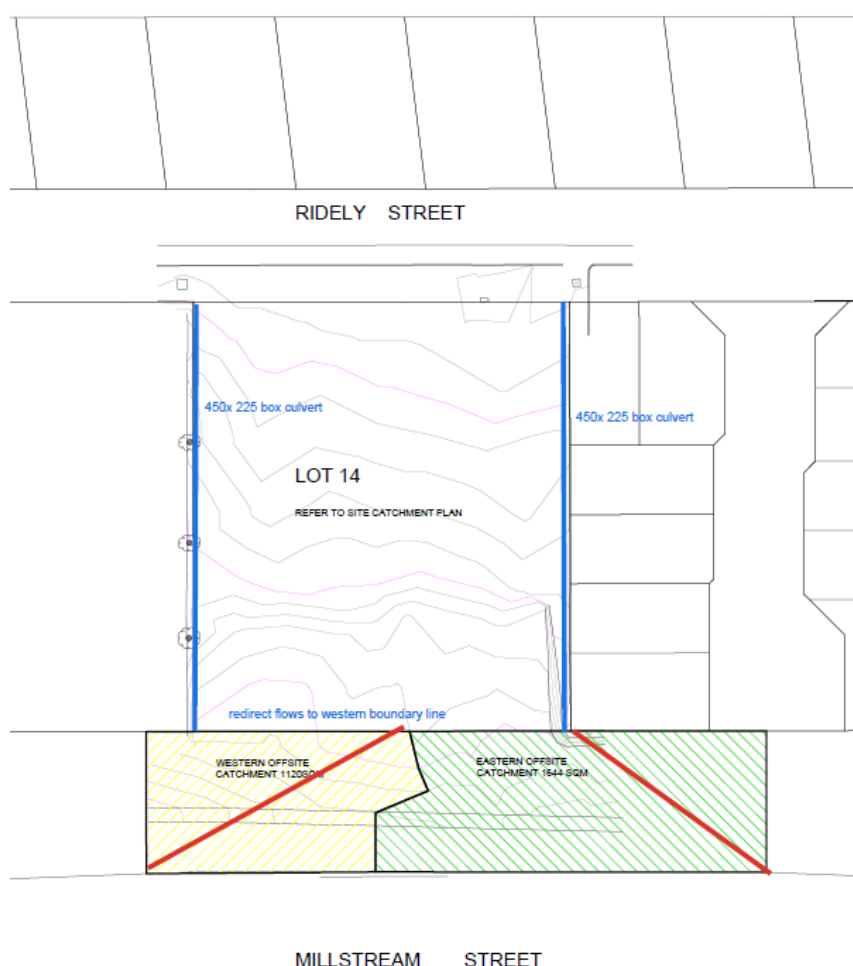 RIDELY STREET
450x 225 box culvert
450x 225 box culvert
LOT 14
REFER TO SITE CATCHMENT PLAN
redirect flows to western boundary line
WESTERN OFFSITE
CATCHMENT 1120SQM
EASTERN OFFSITE
CATCHMENT 1544 SQM
MILLSTREAM STREET